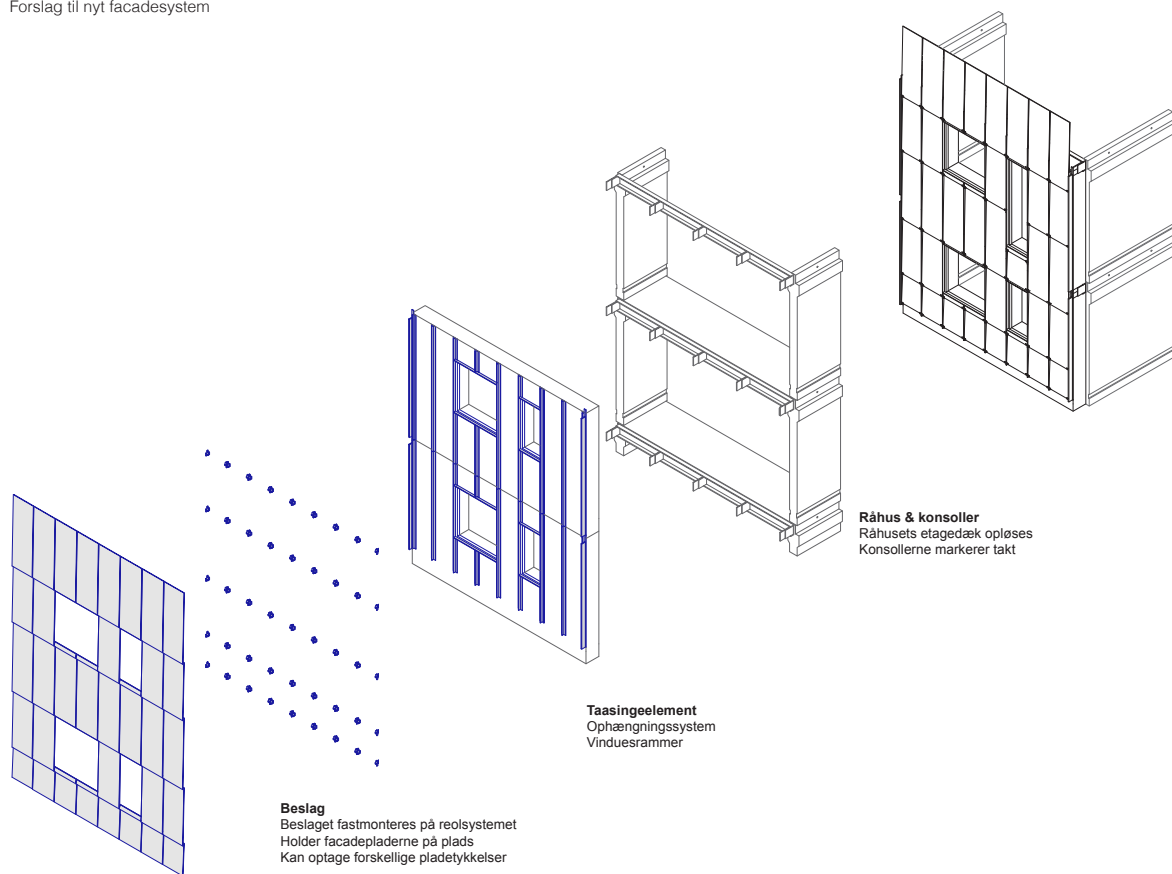 Forslag til nyt facadesystem
Råhus & konsoller
Råhusets etagedæk opløses
Konsollerne markerer takt
Taasingeelement
Ophængningssystem
Vinduesrammer
Beslag
Beslaget fastmonteres på reolsystemet
Holder facadepladerne på plads
Kan optage forskellige pladetykkelser